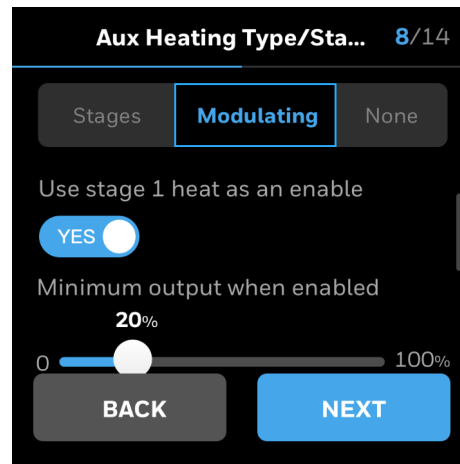 Aux Heating Type/Sta... 8/14
Stages Modulating None
Use stage 1 heat as an enable
YES
Minimum output when enabled
20%
0 100%
BACK NEXT